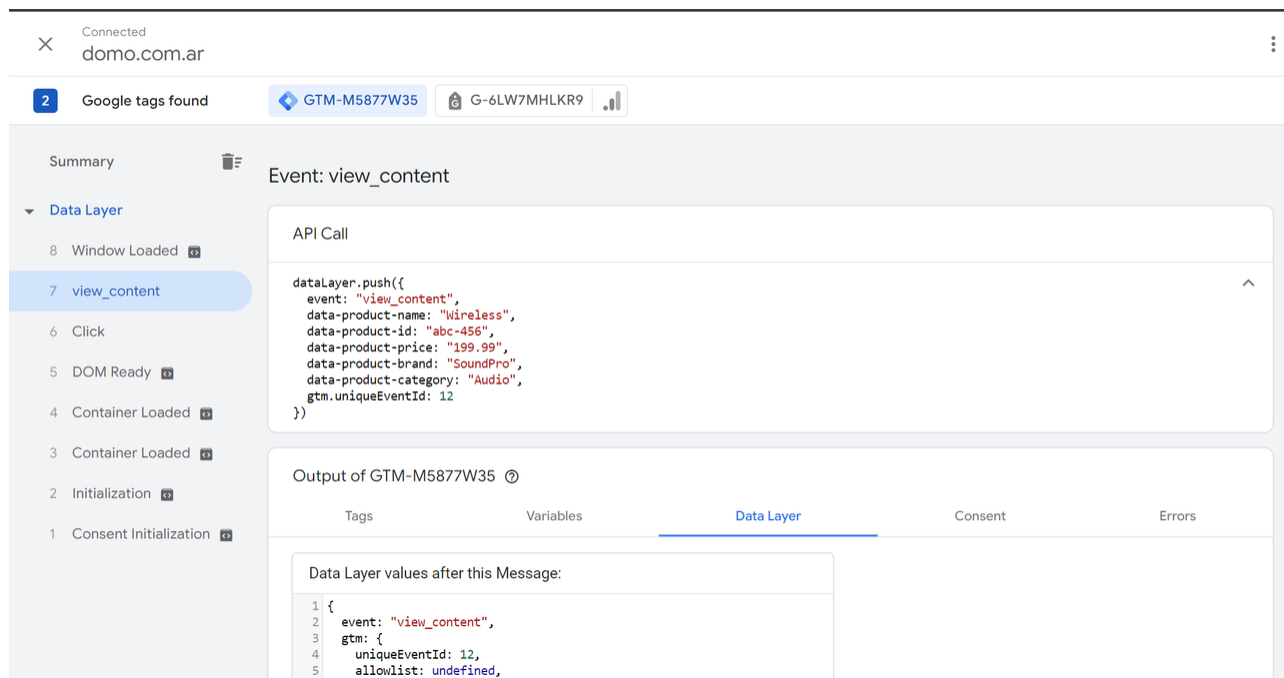 Connected
domo.com.ar
2 Google tags found GTM-M5877W35 G-6LW7MHLKR9
Summary
Data Layer
8 Window Loaded
7 view_content
6 Click
5 DOM Ready
4 Container Loaded
3 Container Loaded
2 Initialization
1 Consent Initialization
Event: view_content
API Call
dataLayer.push({
event: "view_content",
data-product-name: "Wireless",
data-product-id: "abc-456",
data-product-price: "199.99",
data-product-brand: "SoundPro",
data-product-category: "Audio",
gtm.uniqueEventId: 12
})
Output of GTM-M5877W35
Tags Variables Data Layer Consent Errors
Data Layer values after this Message:
1 {
2 event: "view_content",
3 gtm: {
4 uniqueEventId: 12,
5 allowlist: undefined,